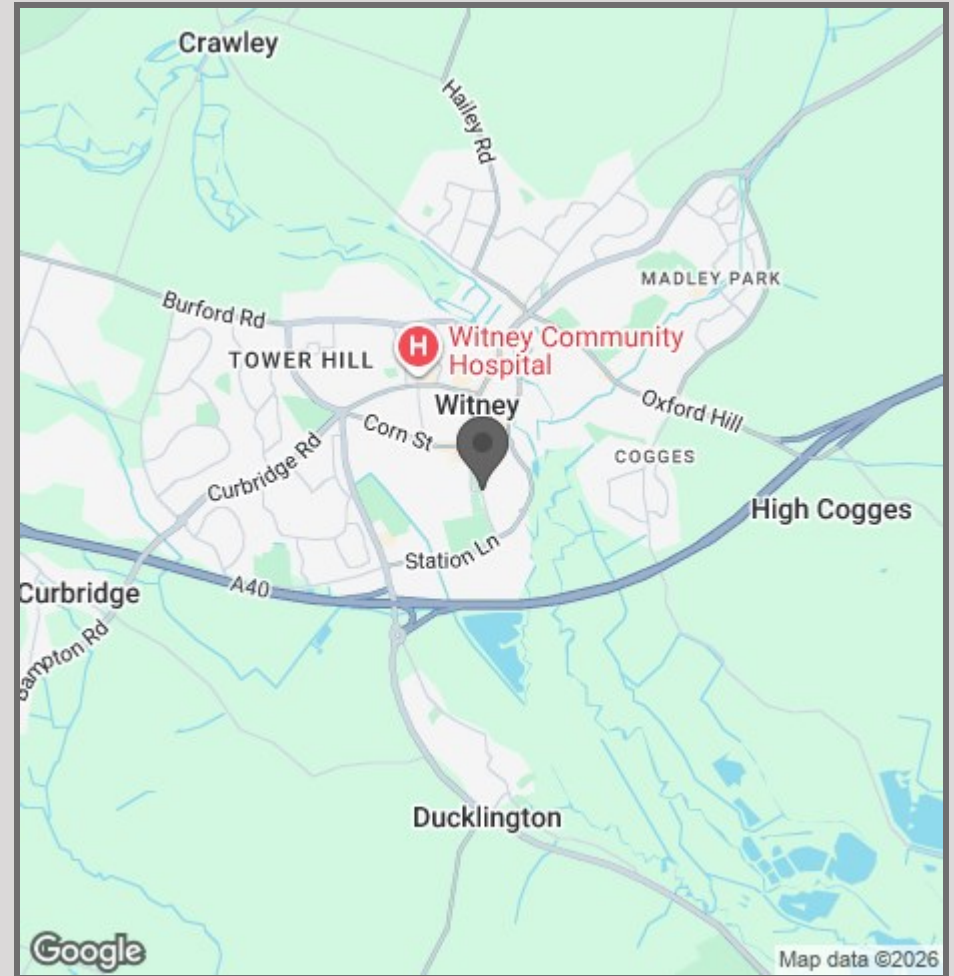 Crawley
Hailey Rd
MADLEY PARK
Burford Rd
TOWER HILL
H
Witney Community
Hospital
Witney
Corn St
Oxford Hill
COGGES
Curbridge Rd
High Cogges
Station Ln
A40
Curbridge
Bampton Rd
Ducklington
Google
Map data ©2026